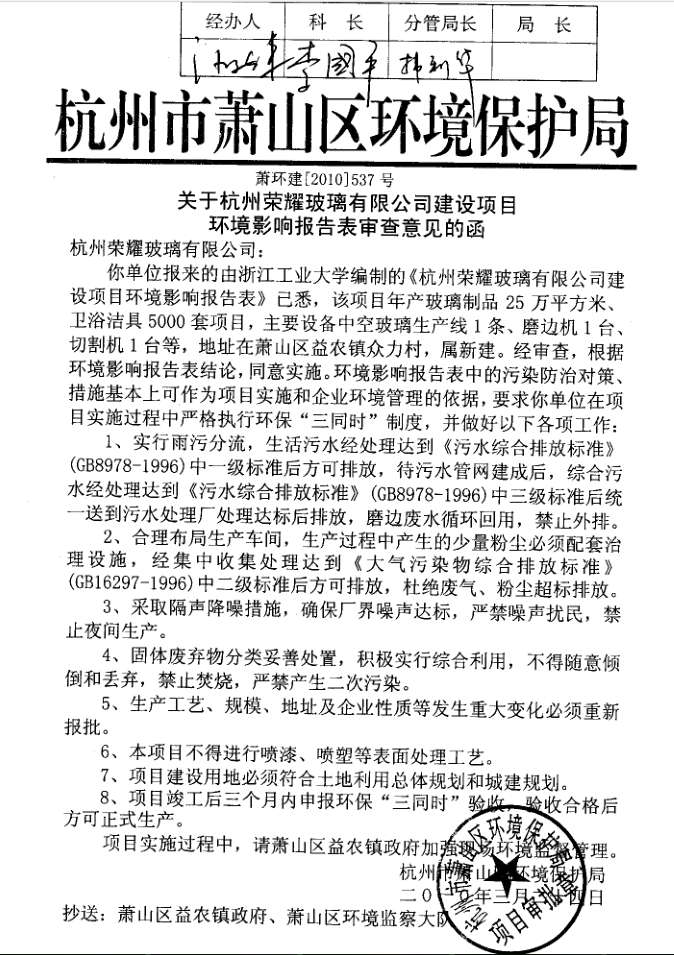 经办人 科 长 分管局长 局 长
李國平
杭州市萧山区环境保护局
萧环建[2010]537号
关于杭州荣耀玻璃有限公司建设项目
环境影响报告表审查意见的函
杭州荣耀玻璃有限公司：
你单位报来的由浙江工业大学编制的《杭州荣耀玻璃有限公司建
设项目环境影响报告表》已悉，该项目年产玻璃制品 25 万平方米、
卫浴洁具 5000 套项目，主要设备中空玻璃生产线 1 条、磨边机 1 台、
切割机 1 台等，地址在萧山区益农镇众力村，属新建。经审查，根据
环境影响报告表结论，同意实施。环境影响报告表中的污染防治对策、
措施基本上可作为项目实施和企业环境管理的依据，要求你单位在项
目实施过程中严格执行环保“三同时”制度，并做好以下各项工作：
1、实行雨污分流，生活污水经处理达到《污水综合排放标准》
(GB8978-1996)中一级标准后方可排放，待污水管网建成后，综合污
水经处理达到《污水综合排放标准》(GB8978-1996)中三级标准后统
一送到污水处理厂处理达标后排放，磨边废水循环回用，禁止外排。
2、合理布局生产车间，生产过程中产生的少量粉尘必须配套治
理设施，经集中收集处理达到《大气污染物综合排放标准》
(GB16297-1996)中二级标准后方可排放，杜绝废气、粉尘超标排放。
3、采取隔声降噪措施，确保厂界噪声达标，严禁噪声扰民，禁
止夜间生产。
4、固体废弃物分类妥善处置，积极实行综合利用，不得随意倾
倒和丢弃，禁止焚烧，严禁产生二次污染。
5、生产工艺、规模、地址及企业性质等发生重大变化必须重新
报批。
6、本项目不得进行喷漆、喷塑等表面处理工艺。
7、项目建设用地必须符合土地利用总体规划和城建规划。
8、项目竣工后三个月内申报环保“三同时”验收，验收合格后
方可正式生产。
项目实施过程中，请萧山区益农镇政府加强现场环境监督管理。
杭州市萧山区环境保护局
二〇一 年三月 四日
抄送：萧山区益农镇政府、萧山区环境监察大队
杭州市萧山区环境保护局
项目审批章